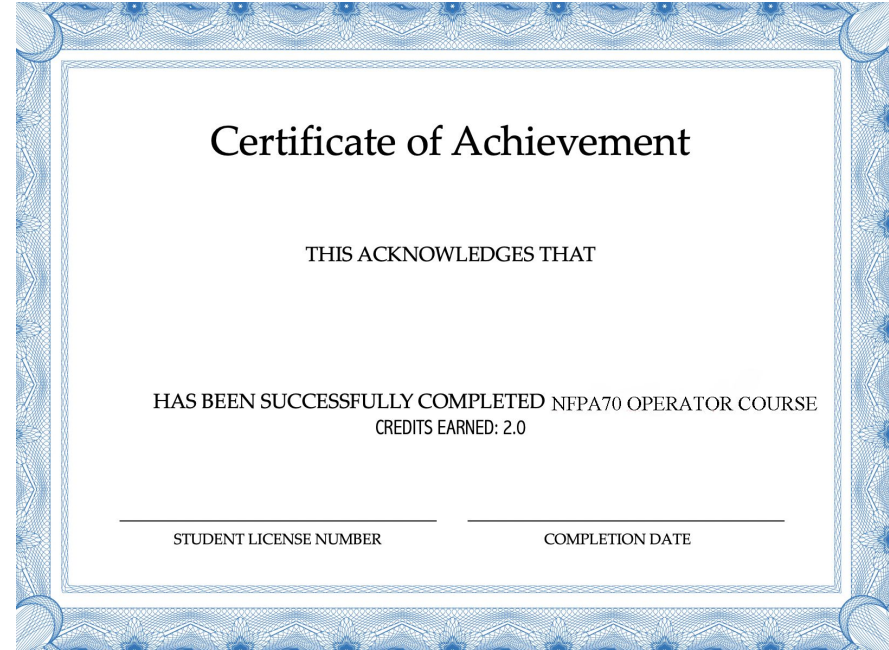 Certificate of Achievement
THIS ACKNOWLEDGES THAT
HAS BEEN SUCCESSFULLY COMPLETED NFPA70 OPERATOR COURSE
CREDITS EARNED: 2.0
STUDENT LICENSE NUMBER
COMPLETION DATE